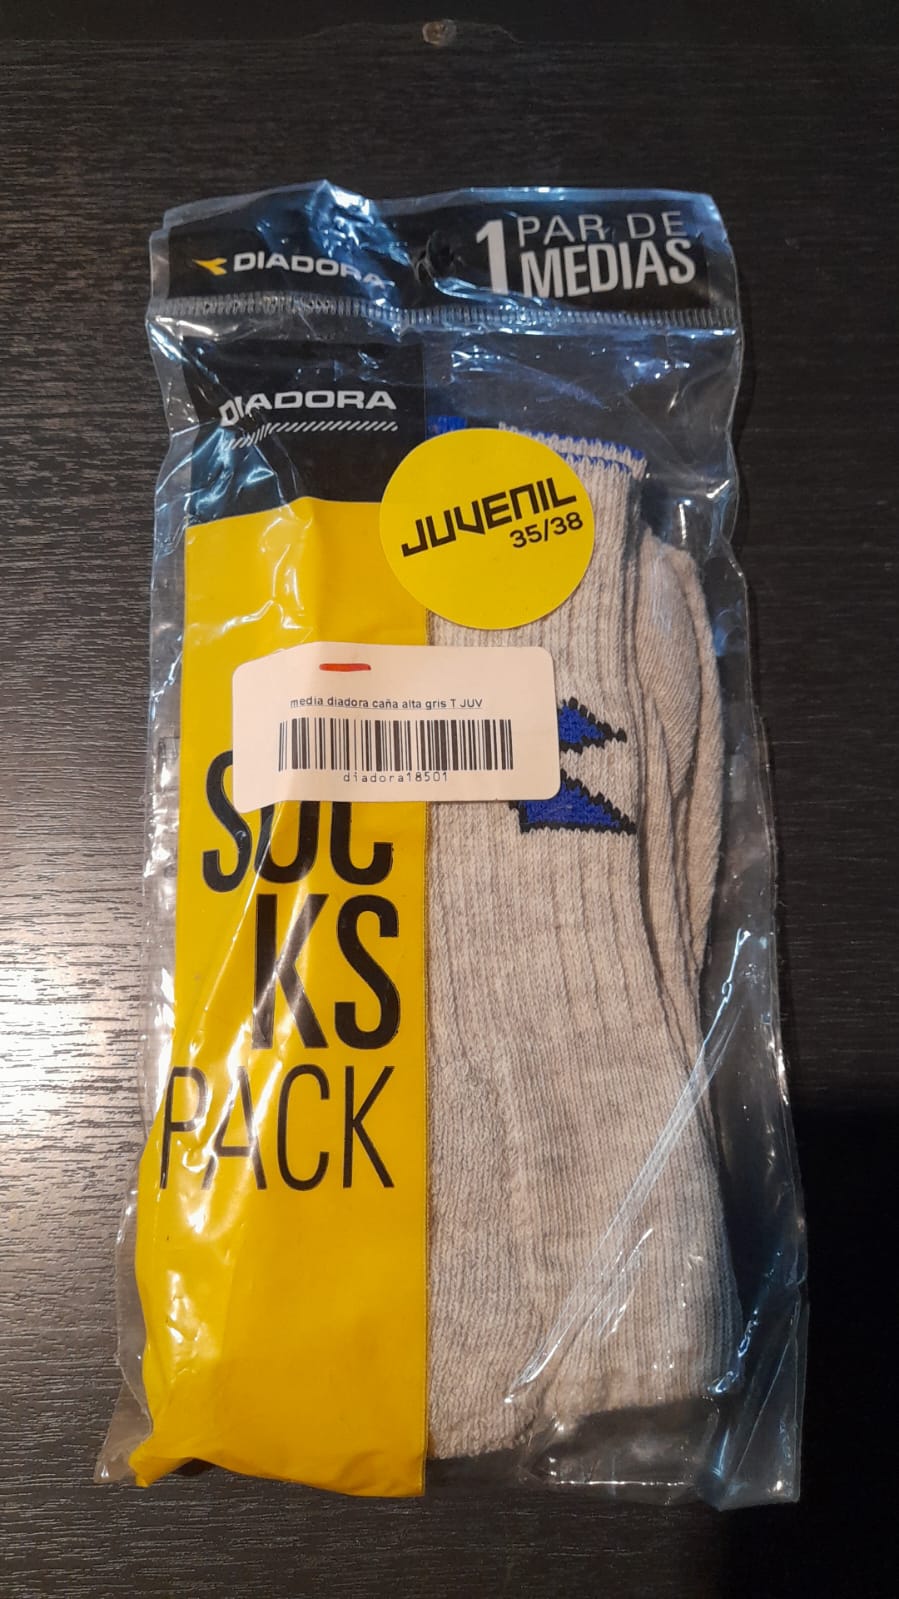 DIADORA
1 PAR DE
MEDIAS
DIADORA
JUVENIL
35/38
media diadora caña alta gris T JUV
diadora18501
SOC
KS
PACK